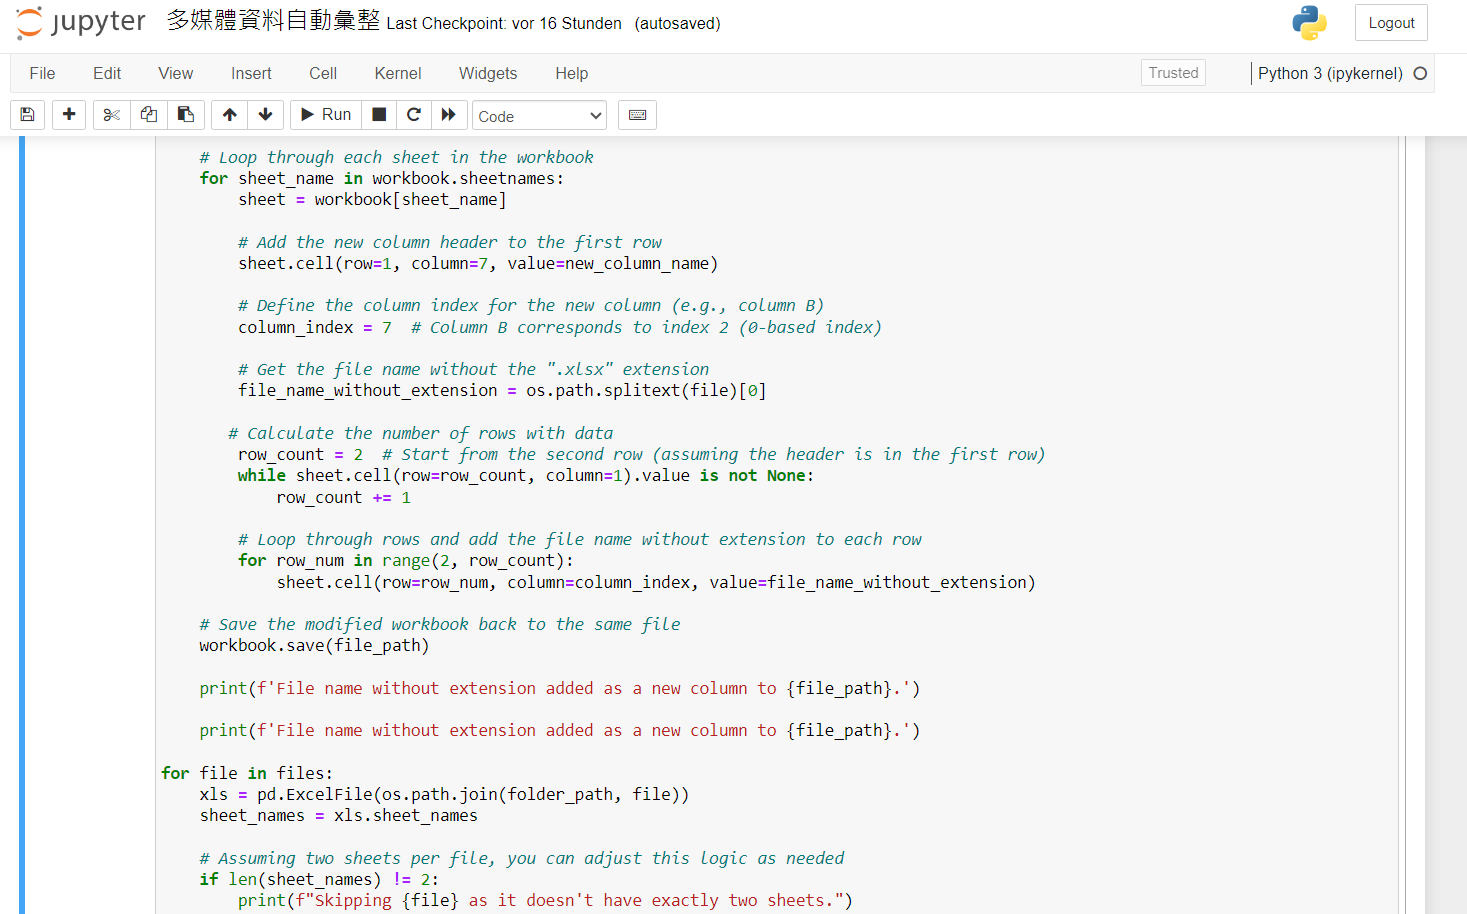 jupyter 多媒體資料自動彙整 Last Checkpoint: vor 16 Stunden (autosaved) Logout
File Edit View Insert Cell Kernel Widgets Help Trusted Python 3 (ipykernel)
Run Code
# Loop through each sheet in the workbook
for sheet_name in workbook.sheetnames:
sheet = workbook[sheet_name]
# Add the new column header to the first row
sheet.cell(row=1, column=7, value=new_column_name)
# Define the column index for the new column (e.g., column B)
column_index = 7  # Column B corresponds to index 2 (0-based index)
# Get the file name without the ".xlsx" extension
file_name_without_extension = os.path.splitext(file)[0]
# Calculate the number of rows with data
row_count = 2  # Start from the second row (assuming the header is in the first row)
while sheet.cell(row=row_count, column=1).value is not None:
row_count += 1
# Loop through rows and add the file name without extension to each row
for row_num in range(2, row_count):
sheet.cell(row=row_num, column=column_index, value=file_name_without_extension)
# Save the modified workbook back to the same file
workbook.save(file_path)
print(f'File name without extension added as a new column to {file_path}.')
print(f'File name without extension added as a new column to {file_path}.')
for file in files:
xls = pd.ExcelFile(os.path.join(folder_path, file))
sheet_names = xls.sheet_names
# Assuming two sheets per file, you can adjust this logic as needed
if len(sheet_names) != 2:
print(f"Skipping {file} as it doesn't have exactly two sheets.")